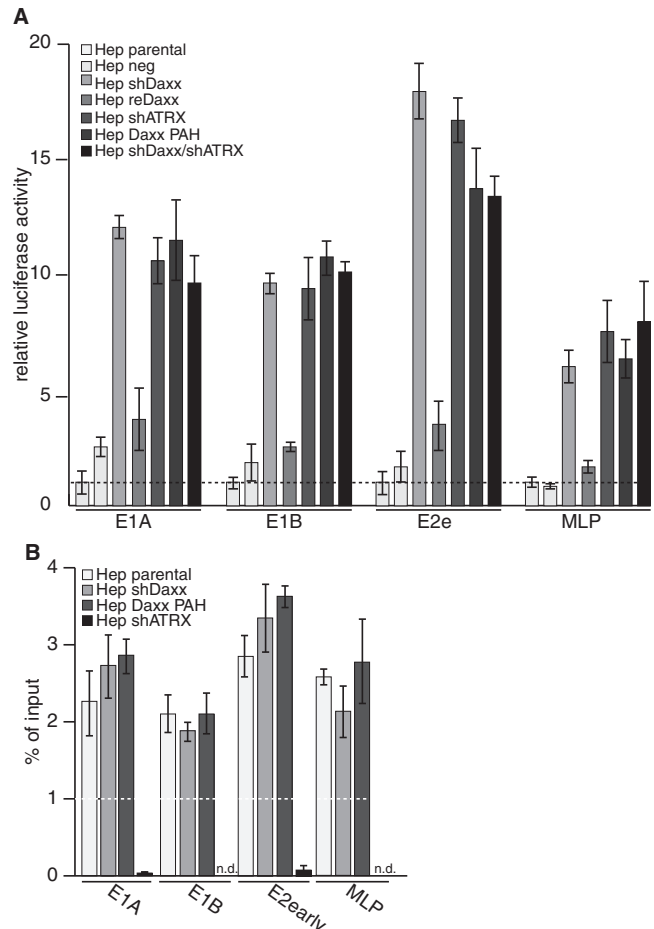 A
relative luciferase activity
20
15
10
5
0
Hep parental
Hep neg
Hep shDaxx
Hep reDaxx
Hep shATRX
Hep Daxx PAH
Hep shDaxx/shATRX
E1A
E1B
E2e
MLP
B
% of input
4
3
2
1
0
Hep parental
Hep shDaxx
Hep Daxx PAH
Hep shATRX
n.d.
n.d.
E1A
E1B
E2early
MLP